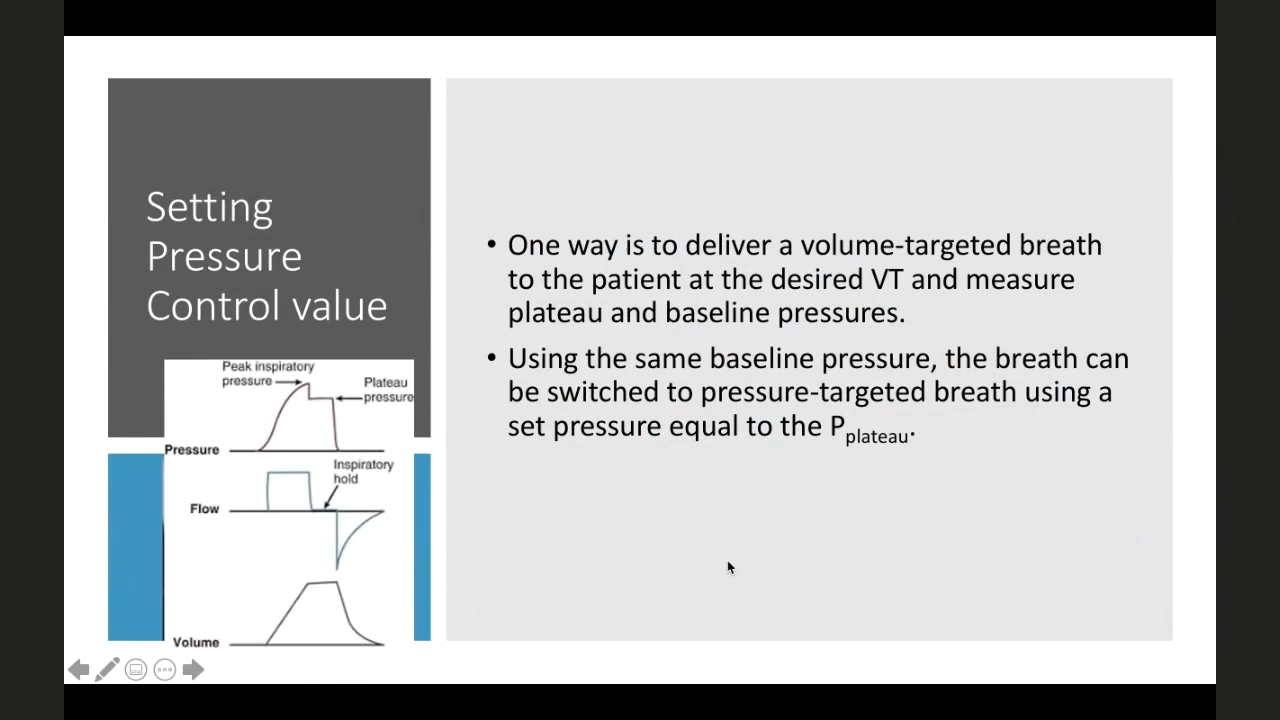 Setting
Pressure
Control value
Peak inspiratory
pressure
Plateau
pressure
Pressure
Inspiratory
hold
Flow
Volume
• One way is to deliver a volume-targeted breath
to the patient at the desired VT and measure
plateau and baseline pressures.
• Using the same baseline pressure, the breath can
be switched to pressure-targeted breath using a
set pressure equal to the Pplateau.